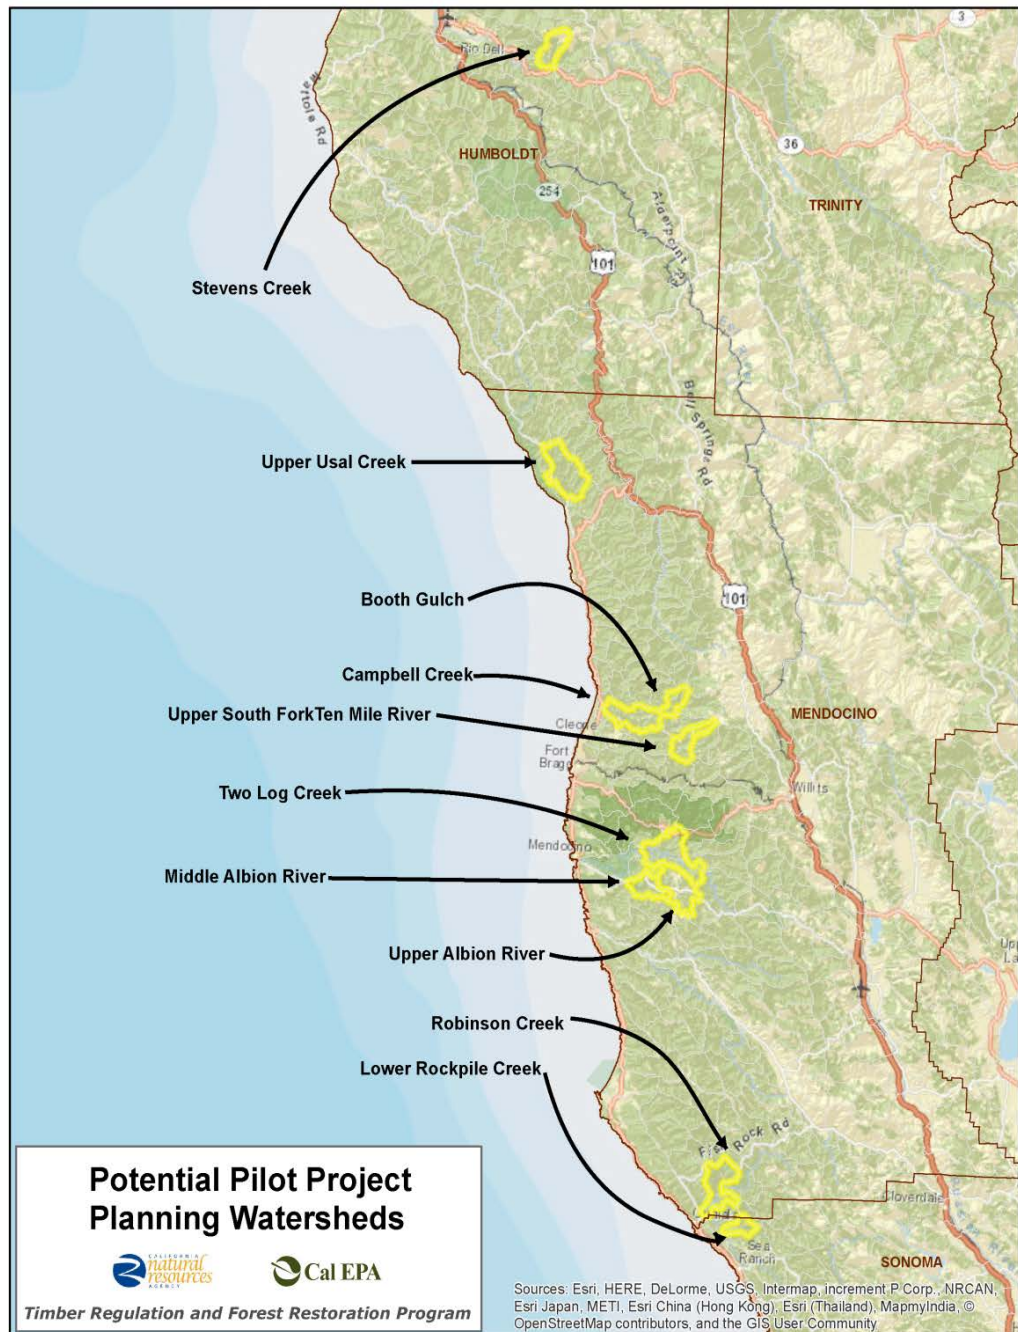 3
Rio Dell
Mattole Rd
36
HUMBOLDT
254
Alderpoint Rd
TRINITY
101
Stevens Creek
Bell Springs Rd
Upper Usal Creek
101
Booth Gulch
Campbell Creek
Upper South ForkTen Mile River
MENDOCINO
Cleone
Fort
Bragg
Willits
Two Log Creek
Mendocino
Middle Albion River
Upper Albion River
Robinson Creek
Lower Rockpile Creek
Rock Rd
Cloverdale
Sea
Ranch
SONOMA
Potential Pilot Project
Planning Watersheds
CALIFORNIA
natural
resources
AGENCY
Cal EPA
Timber Regulation and Forest Restoration Program
Sources: Esri, HERE, DeLorme, USGS, Intermap, increment P Corp., NRCAN,
Esri Japan, METI, Esri China (Hong Kong), Esri (Thailand), MapmyIndia, ©
OpenStreetMap contributors, and the GIS User Community